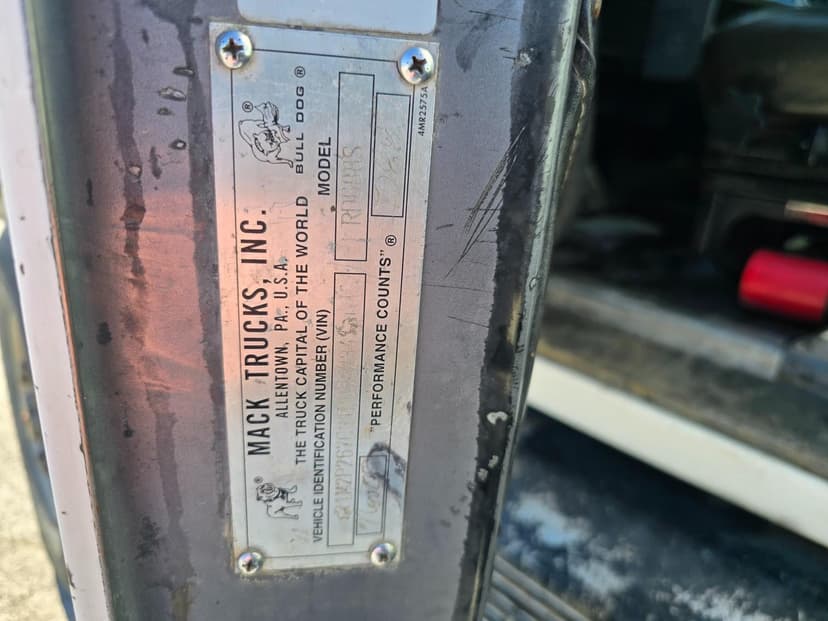 MACK TRUCKS, INC.
ALLENTOWN, PA., U.S.A.
THE TRUCK CAPITAL OF THE WORLD
BULL DOG ®
VEHICLE IDENTIFICATION NUMBER (VIN)
MODEL
"PERFORMANCE COUNTS" ®
4MR2575A